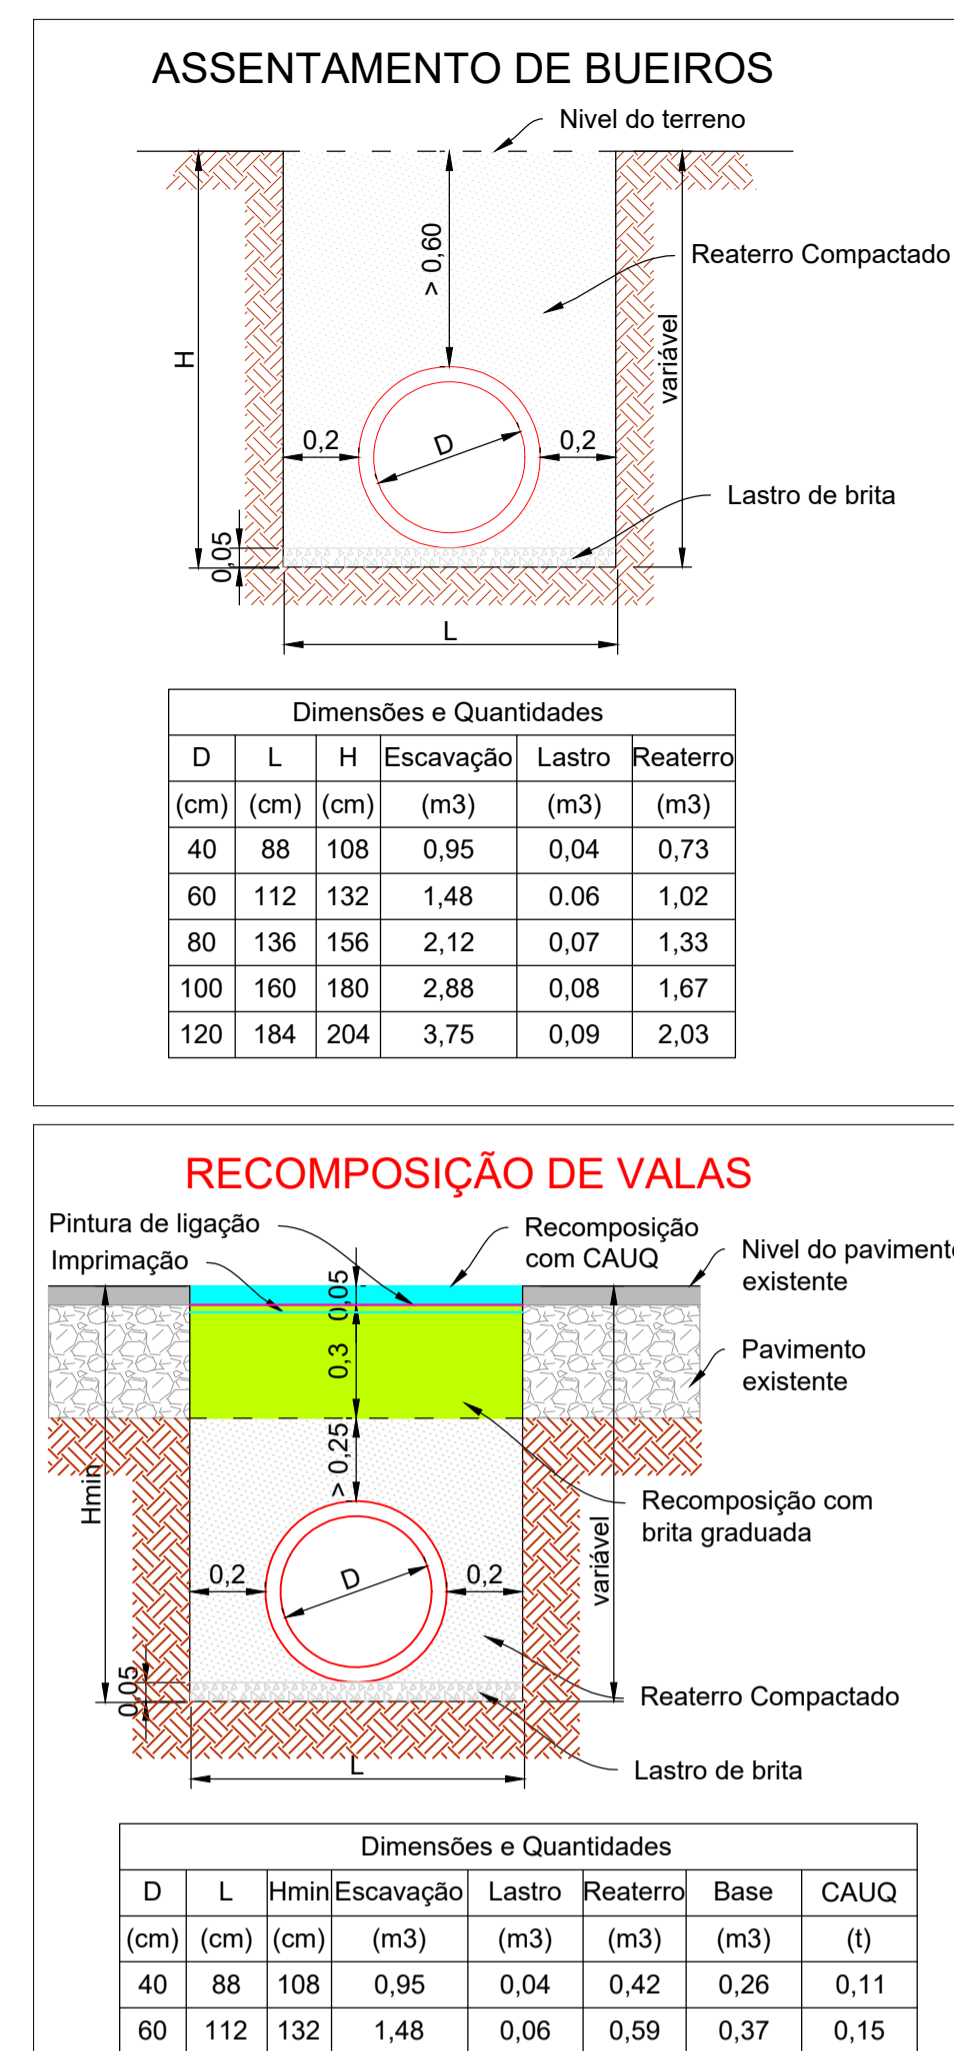 ASSENTAMENTO DE BUEIROS
Nivel do terreno
> 0,60
Reaterro Compactado
H
variável
0,2
D
0,2
Lastro de brita
0,05
L
Dimensões e Quantidades
D L H Escavação Lastro Reaterro
(cm) (cm) (cm) (m3) (m3) (m3)
40 88 108 0,95 0,04 0,73
60 112 132 1,48 0.06 1,02
80 136 156 2,12 0,07 1,33
100 160 180 2,88 0,08 1,67
120 184 204 3,75 0,09 2,03
RECOMPOSIÇÃO DE VALAS
Pintura de ligação
Imprimação
Recomposição
com CAUQ
Nivel do paviment
existente
0,05
0,3
Pavimento
existente
> 0,25
Hmin
Recomposição com
brita graduada
variável
0,2
D
0,2
0,05
Reaterro Compactado
L
Lastro de brita
Dimensões e Quantidades
D L Hmin Escavação Lastro Reaterro Base CAUQ
(cm) (cm) (cm) (m3) (m3) (m3) (m3) (t)
40 88 108 0,95 0,04 0,42 0,26 0,11
60 112 132 1,48 0,06 0,59 0,37 0,15